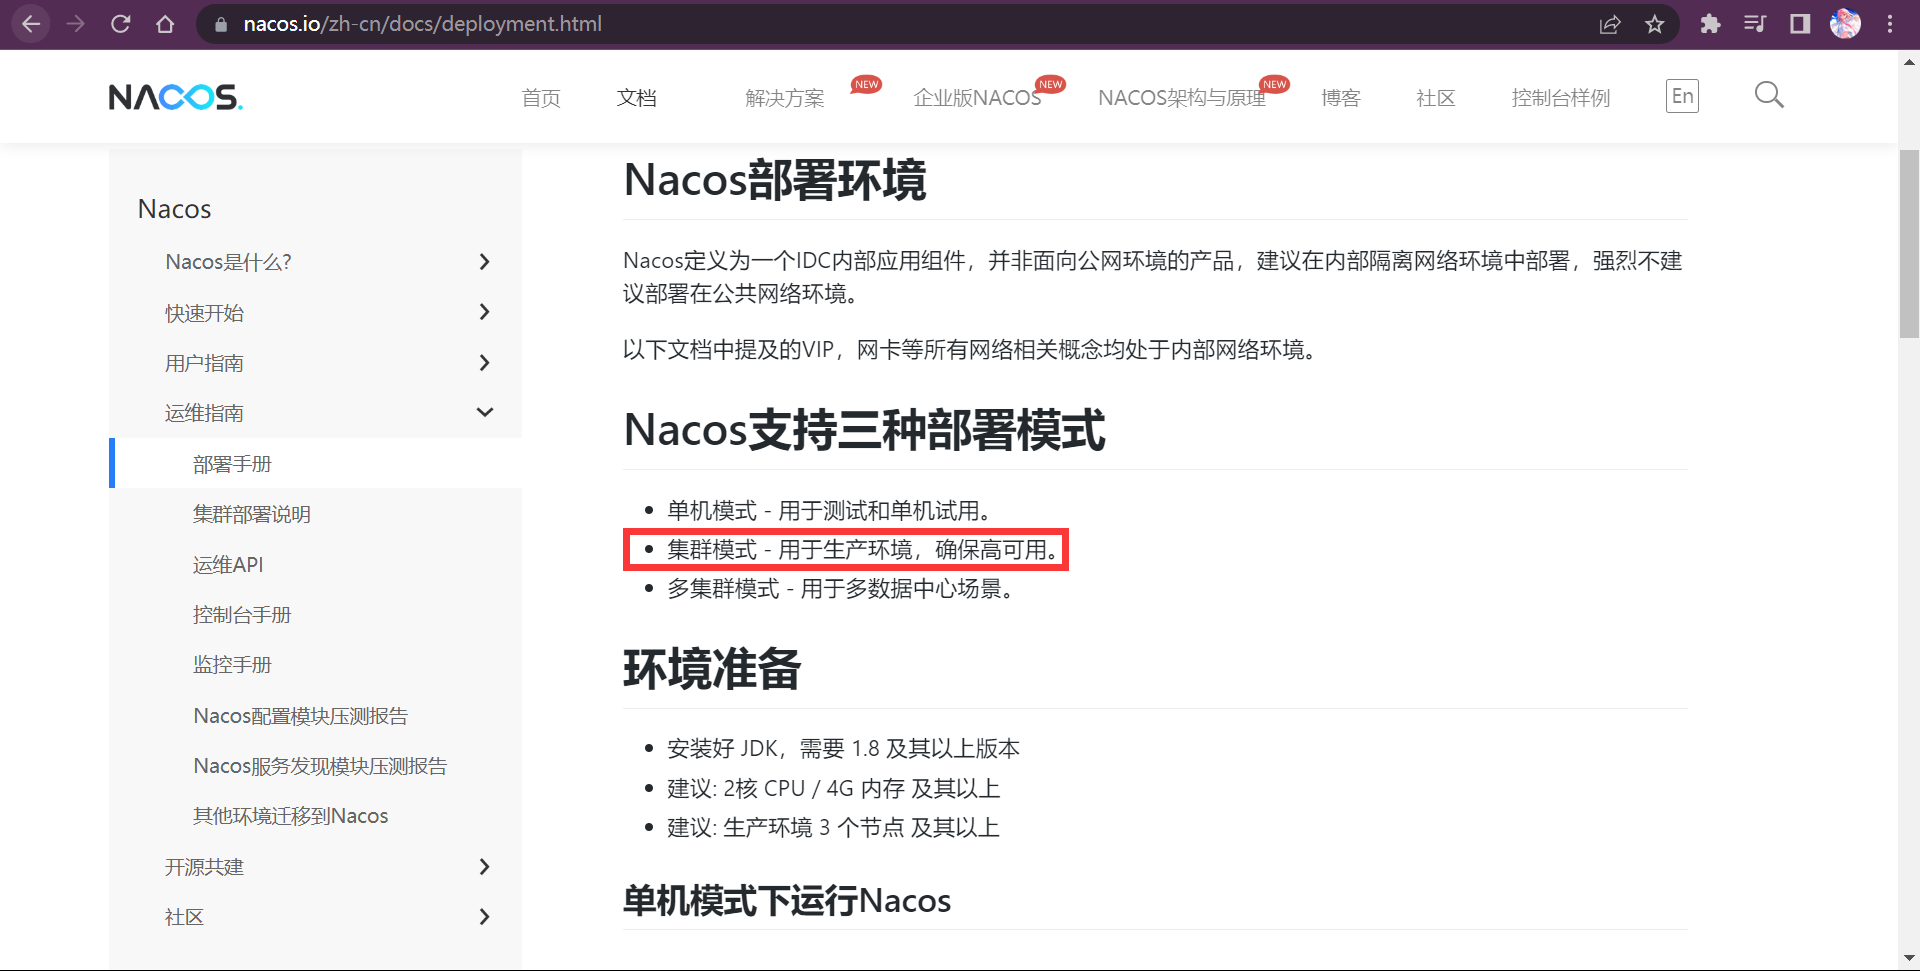 nacos.io/zh-cn/docs/deployment.html
NACOS.
首页
文档
解决方案
NEW
企业版NACOS
NEW
NACOS架构与原理
NEW
博客
社区
控制台样例
En
Nacos
Nacos是什么?
快速开始
用户指南
运维指南
部署手册
集群部署说明
运维API
控制台手册
监控手册
Nacos配置模块压测报告
Nacos服务发现模块压测报告
其他环境迁移到Nacos
开源共建
社区
Nacos部署环境
Nacos定义为一个IDC内部应用组件，并非面向公网环境的产品，建议在内部隔离网络环境中部署，强烈不建
议部署在公共网络环境。
以下文档中提及的VIP，网卡等所有网络相关概念均处于内部网络环境。
Nacos支持三种部署模式
单机模式 - 用于测试和单机试用。
集群模式 - 用于生产环境，确保高可用。
多集群模式 - 用于多数据中心场景。
环境准备
安装好 JDK，需要 1.8 及其以上版本
建议: 2核 CPU / 4G 内存 及其以上
建议: 生产环境 3 个节点 及其以上
单机模式下运行Nacos